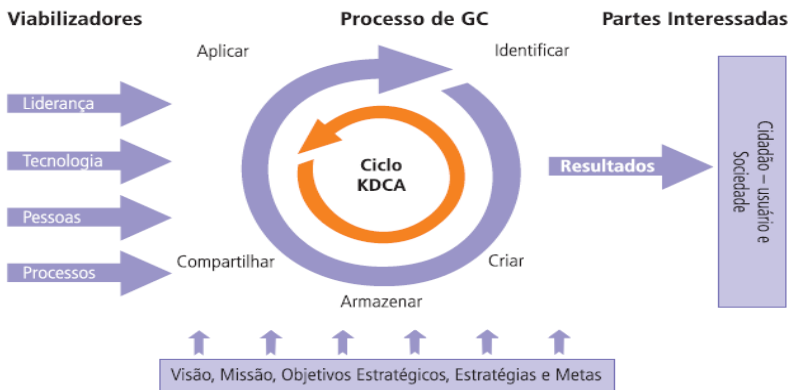 Viabilizadores
Processo de GC
Partes Interessadas
Aplicar
Identificar
Liderança
Tecnologia
Pessoas
Processos
Ciclo
KDCA
Resultados
Cidadão – usuário e
Sociedade
Compartilhar
Criar
Armazenar
Visão, Missão, Objetivos Estratégicos, Estratégias e Metas